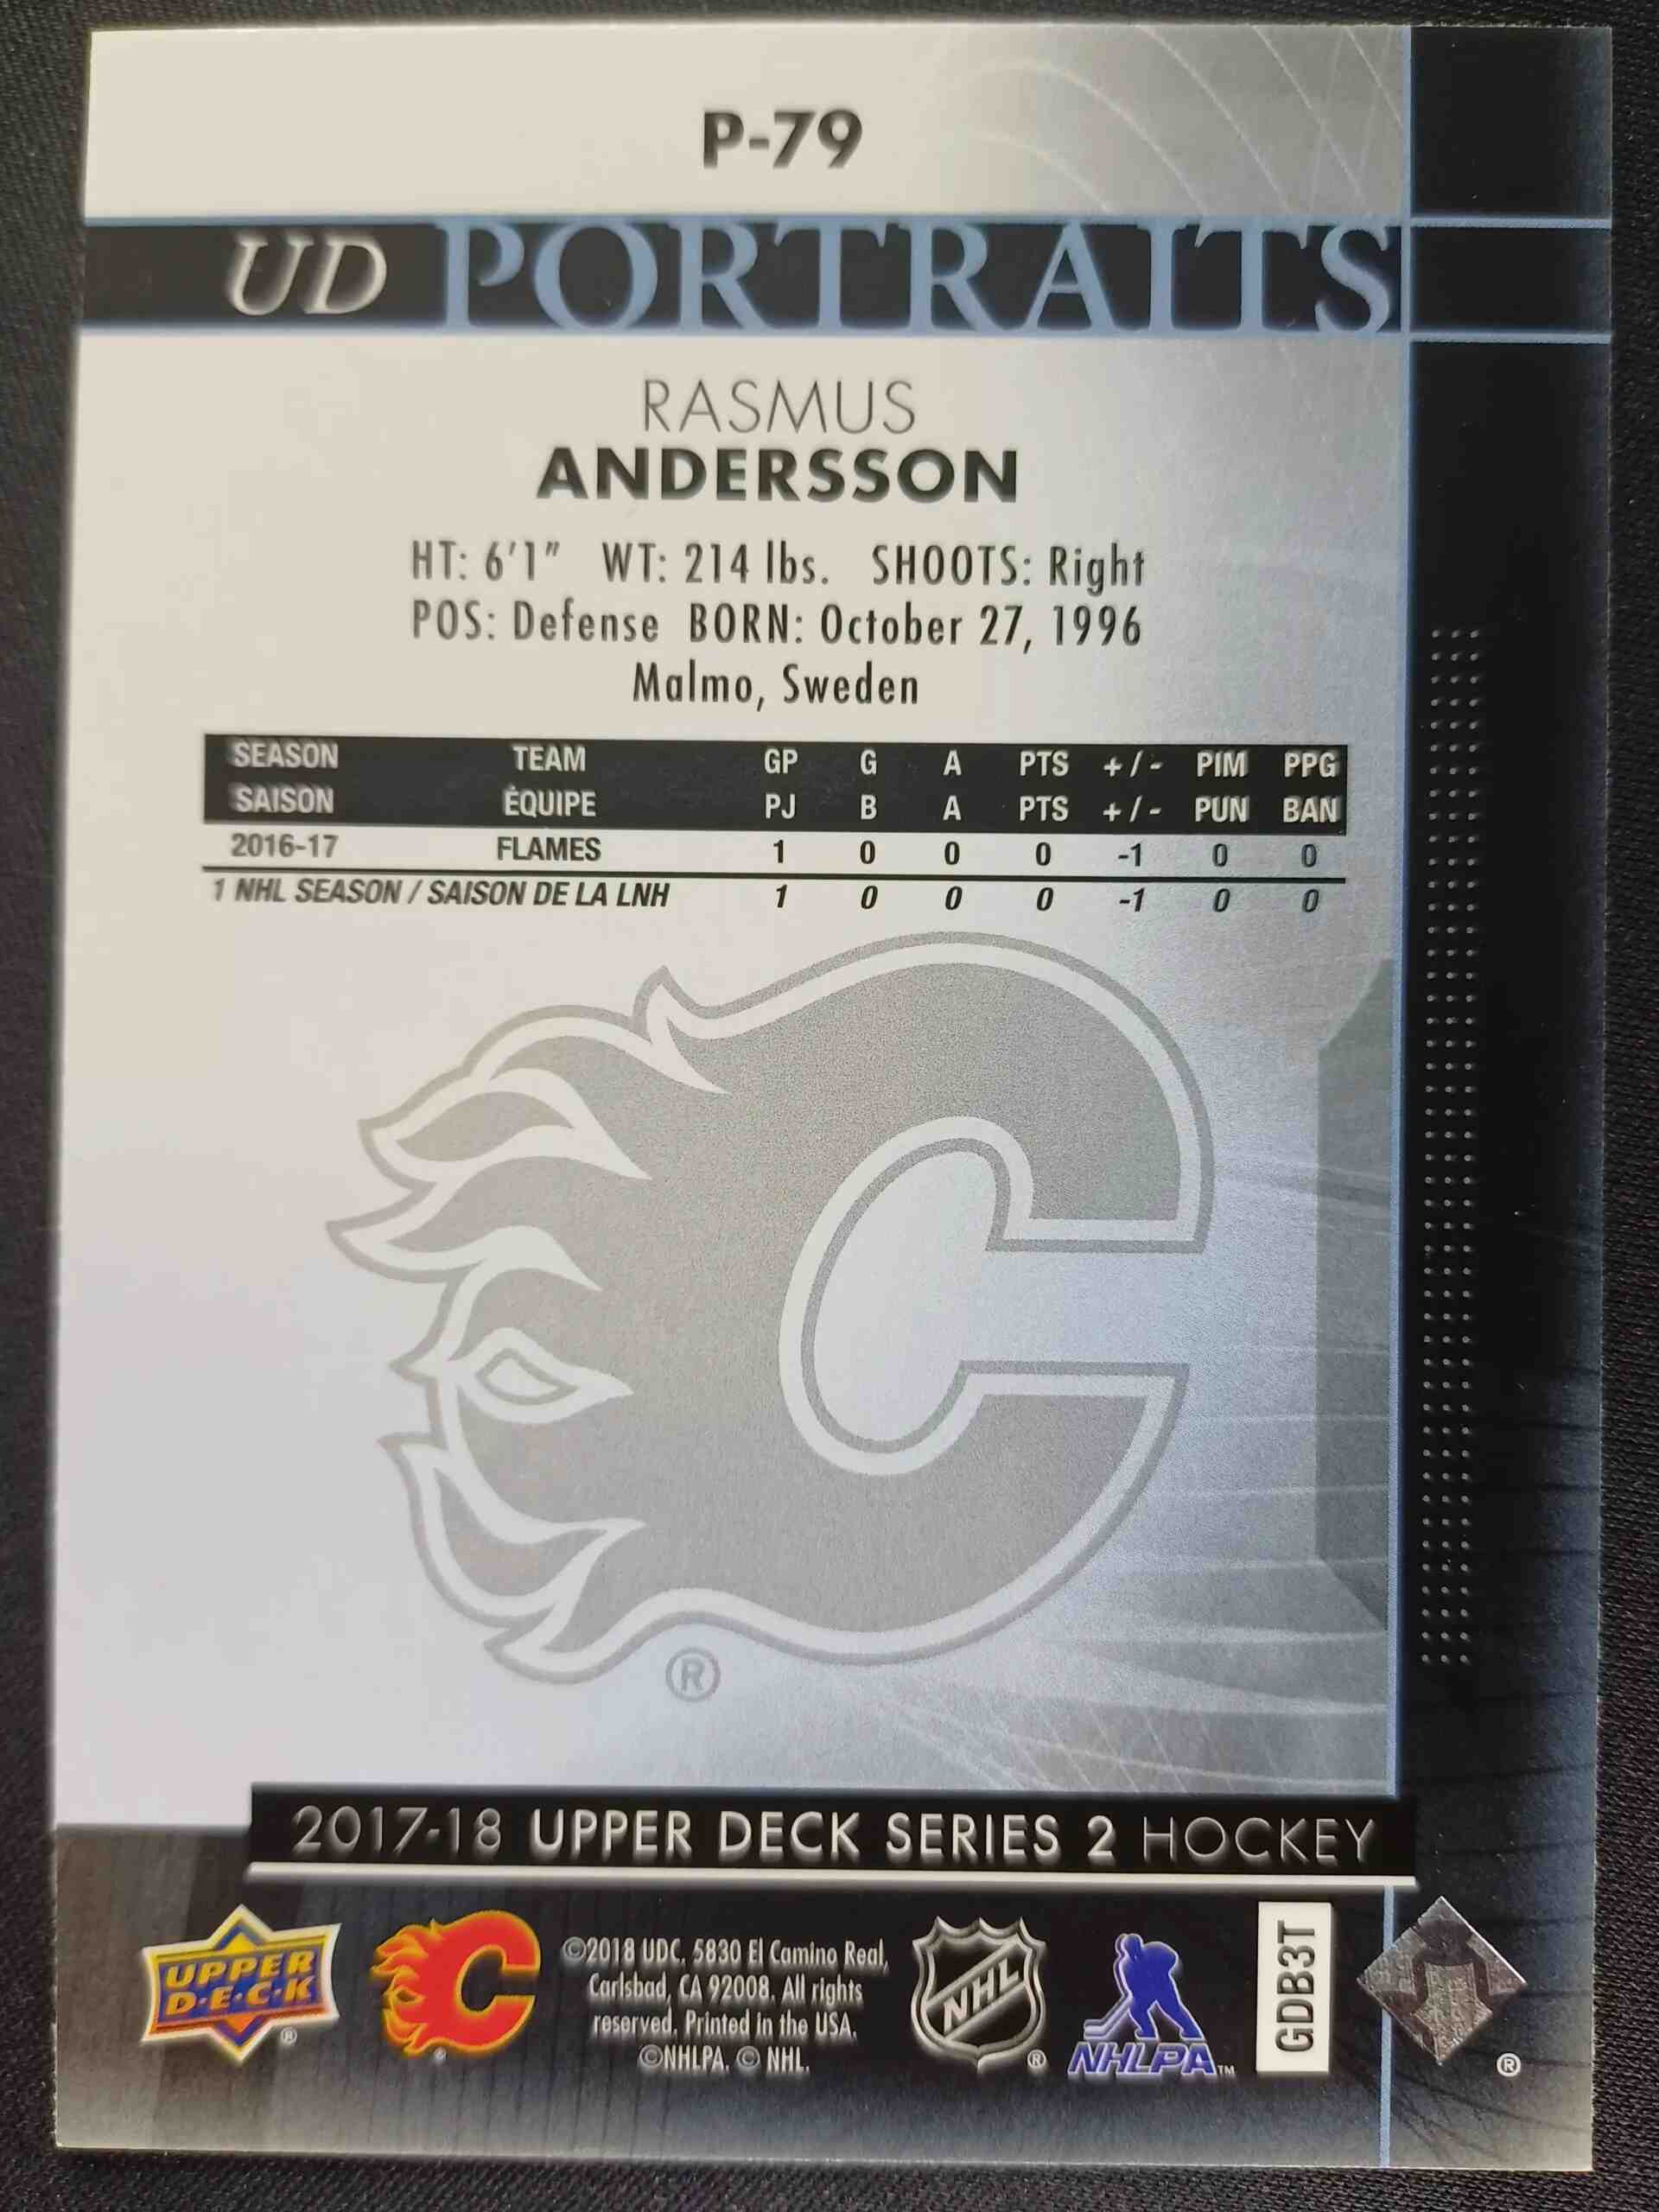 P-79
UD PORTRAITS
RASMUS
ANDERSSON
HT: 6'1" WT: 214 lbs. SHOOTS: Right
POS: Defense BORN: October 27, 1996
Malmo, Sweden
SEASON TEAM GP G A PTS +/- PIM PPG
SAISON ÉQUIPE PJ B A PTS +/- PUN BAN
2016-17 FLAMES 1 0 0 0 -1 0 0
1 NHL SEASON / SAISON DE LA LNH 1 0 0 0 -1 0 0
C
®
2017-18 UPPER DECK SERIES 2 HOCKEY
UPPER
D·E·C·K
®
C
©2018 UDC. 5830 El Camino Real,
Carlsbad, CA 92008. All rights
reserved. Printed in the USA.
©NHLPA. © NHL.
NHL
®
NHLPA™
GDB3T
®